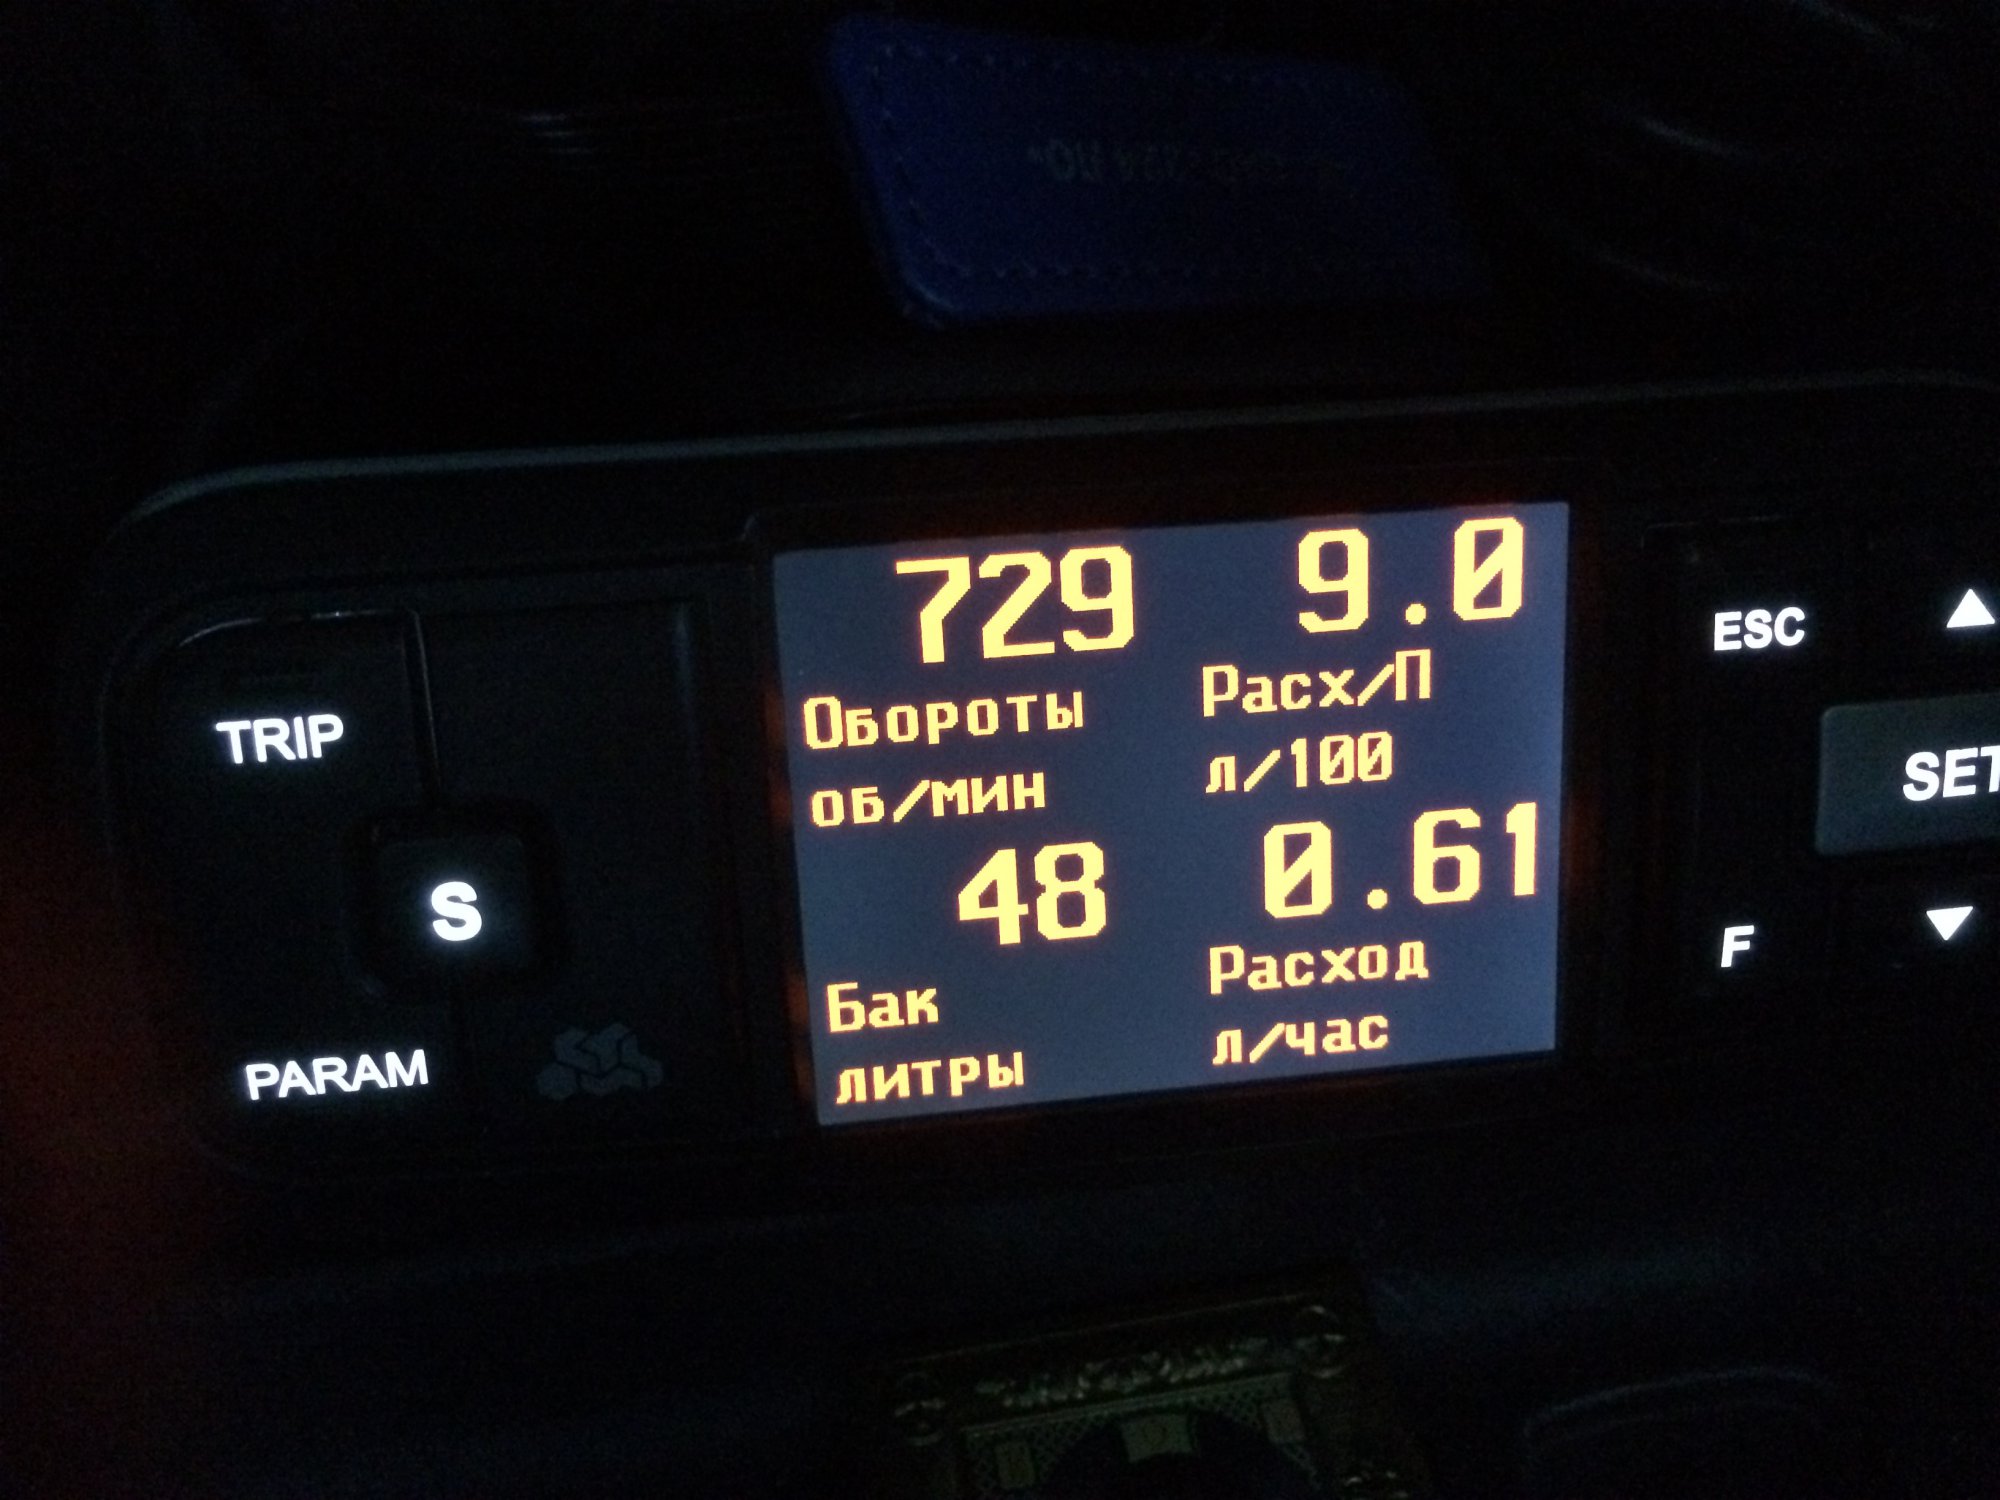 729
Обороты
об/мин
9.0
Расх/П
л/100
48
Бак
литры
0.61
Расход
л/час
TRIP
S
PARAM
ESC
▲
SET
F
▼